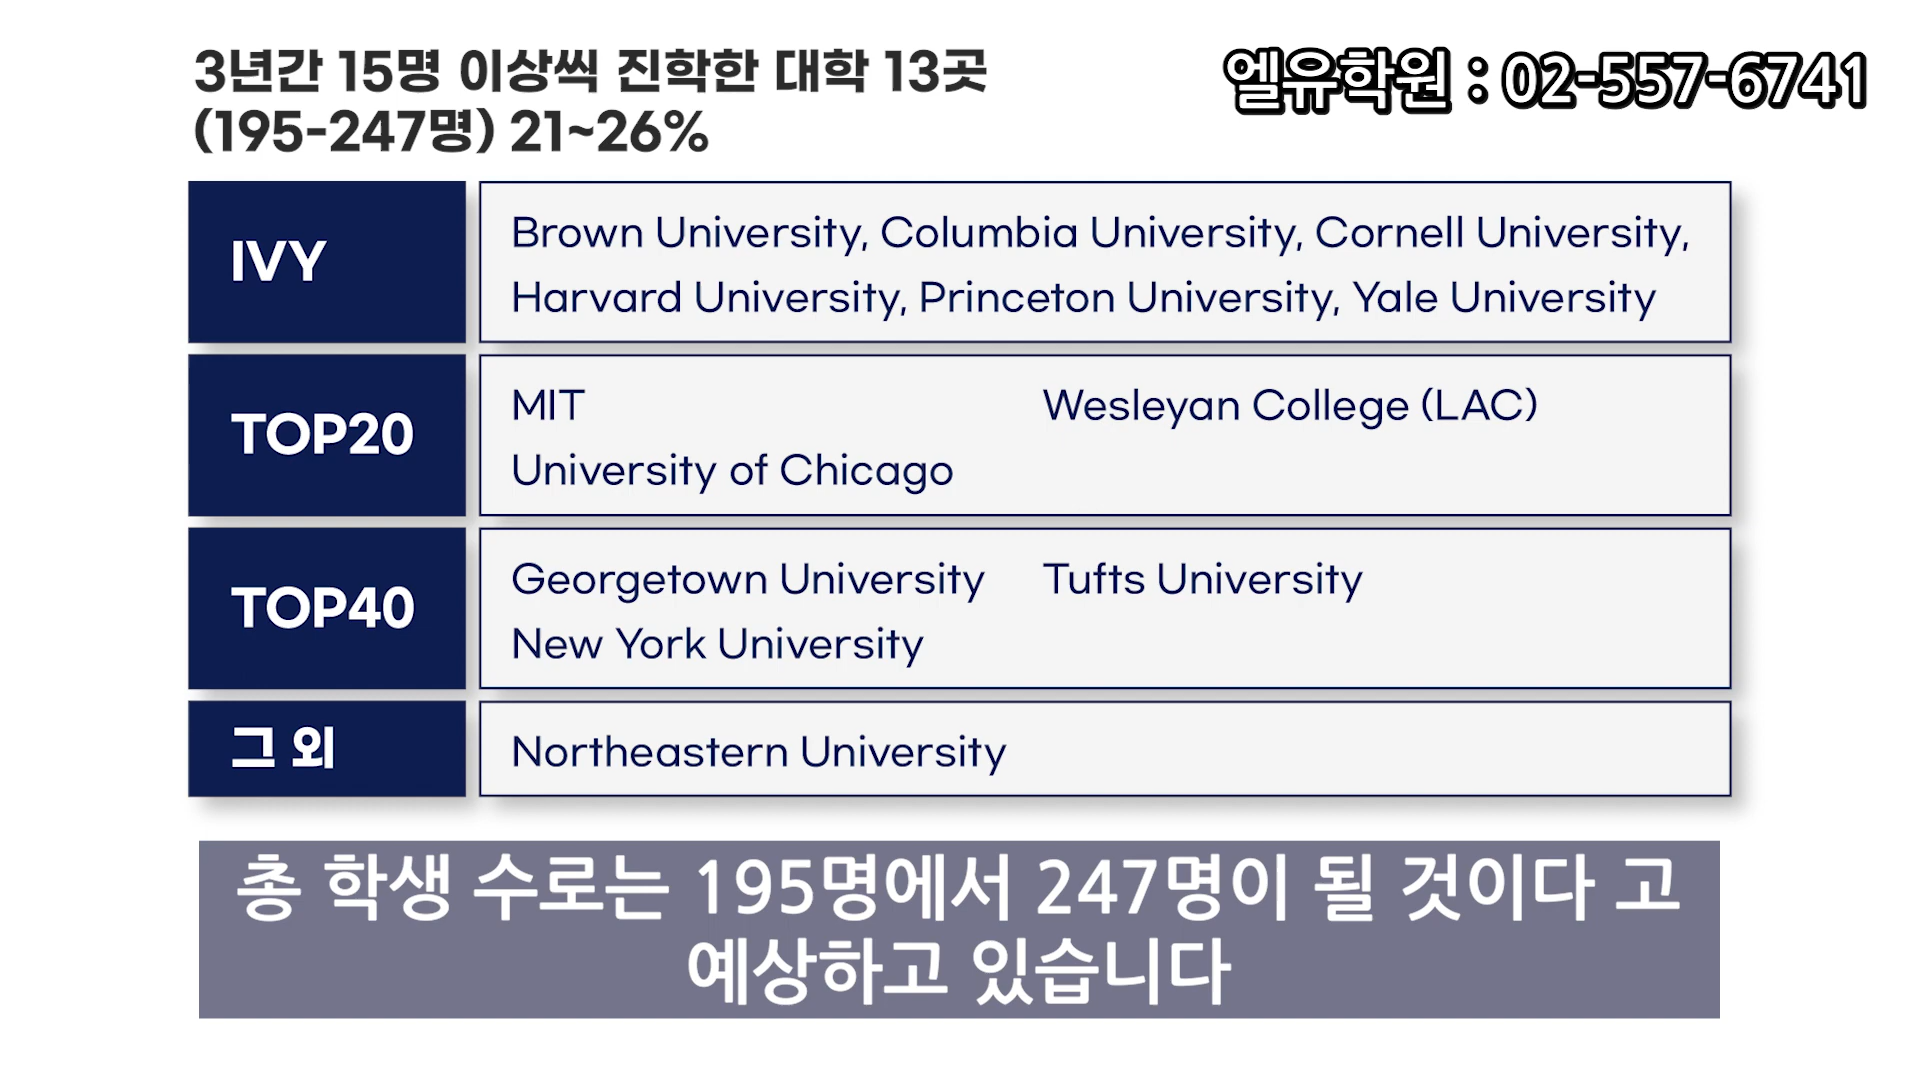 3년간 15명 이상씩 진학한 대학 13곳
(195-247명) 21~26%
엘유학원 : 02-557-6741
IVY
Brown University, Columbia University, Cornell University,
Harvard University, Princeton University, Yale University
TOP20
MIT
Wesleyan College (LAC)
University of Chicago
TOP40
Georgetown University
Tufts University
New York University
그 외
Northeastern University
총 학생 수로는 195명에서 247명이 될 것이다 고
예상하고 있습니다